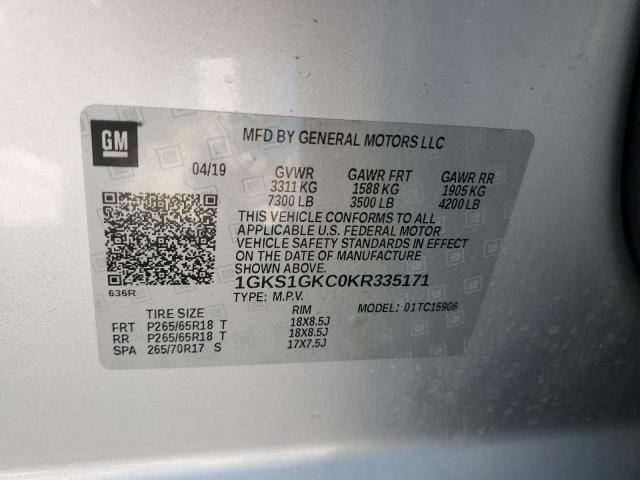 GM
MFD BY GENERAL MOTORS LLC
04/19 GVWR GAWR FRT GAWR RR
3311 KG 1588 KG 1905 KG
7300 LB 3500 LB 4200 LB
THIS VEHICLE CONFORMS TO ALL
APPLICABLE U.S. FEDERAL MOTOR
VEHICLE SAFETY STANDARDS IN EFFECT
ON THE DATE OF MANUFACTURE
SHOWN. 1GKS1GKC0KR335171
636R
TYPE: M.P.V. MODEL: 01TC15906
TIRE SIZE RIM
FRT P265/65R18 T 18X8.5J
RR P265/65R18 T 18X8.5J
SPA 265/70R17 S 17X7.5J